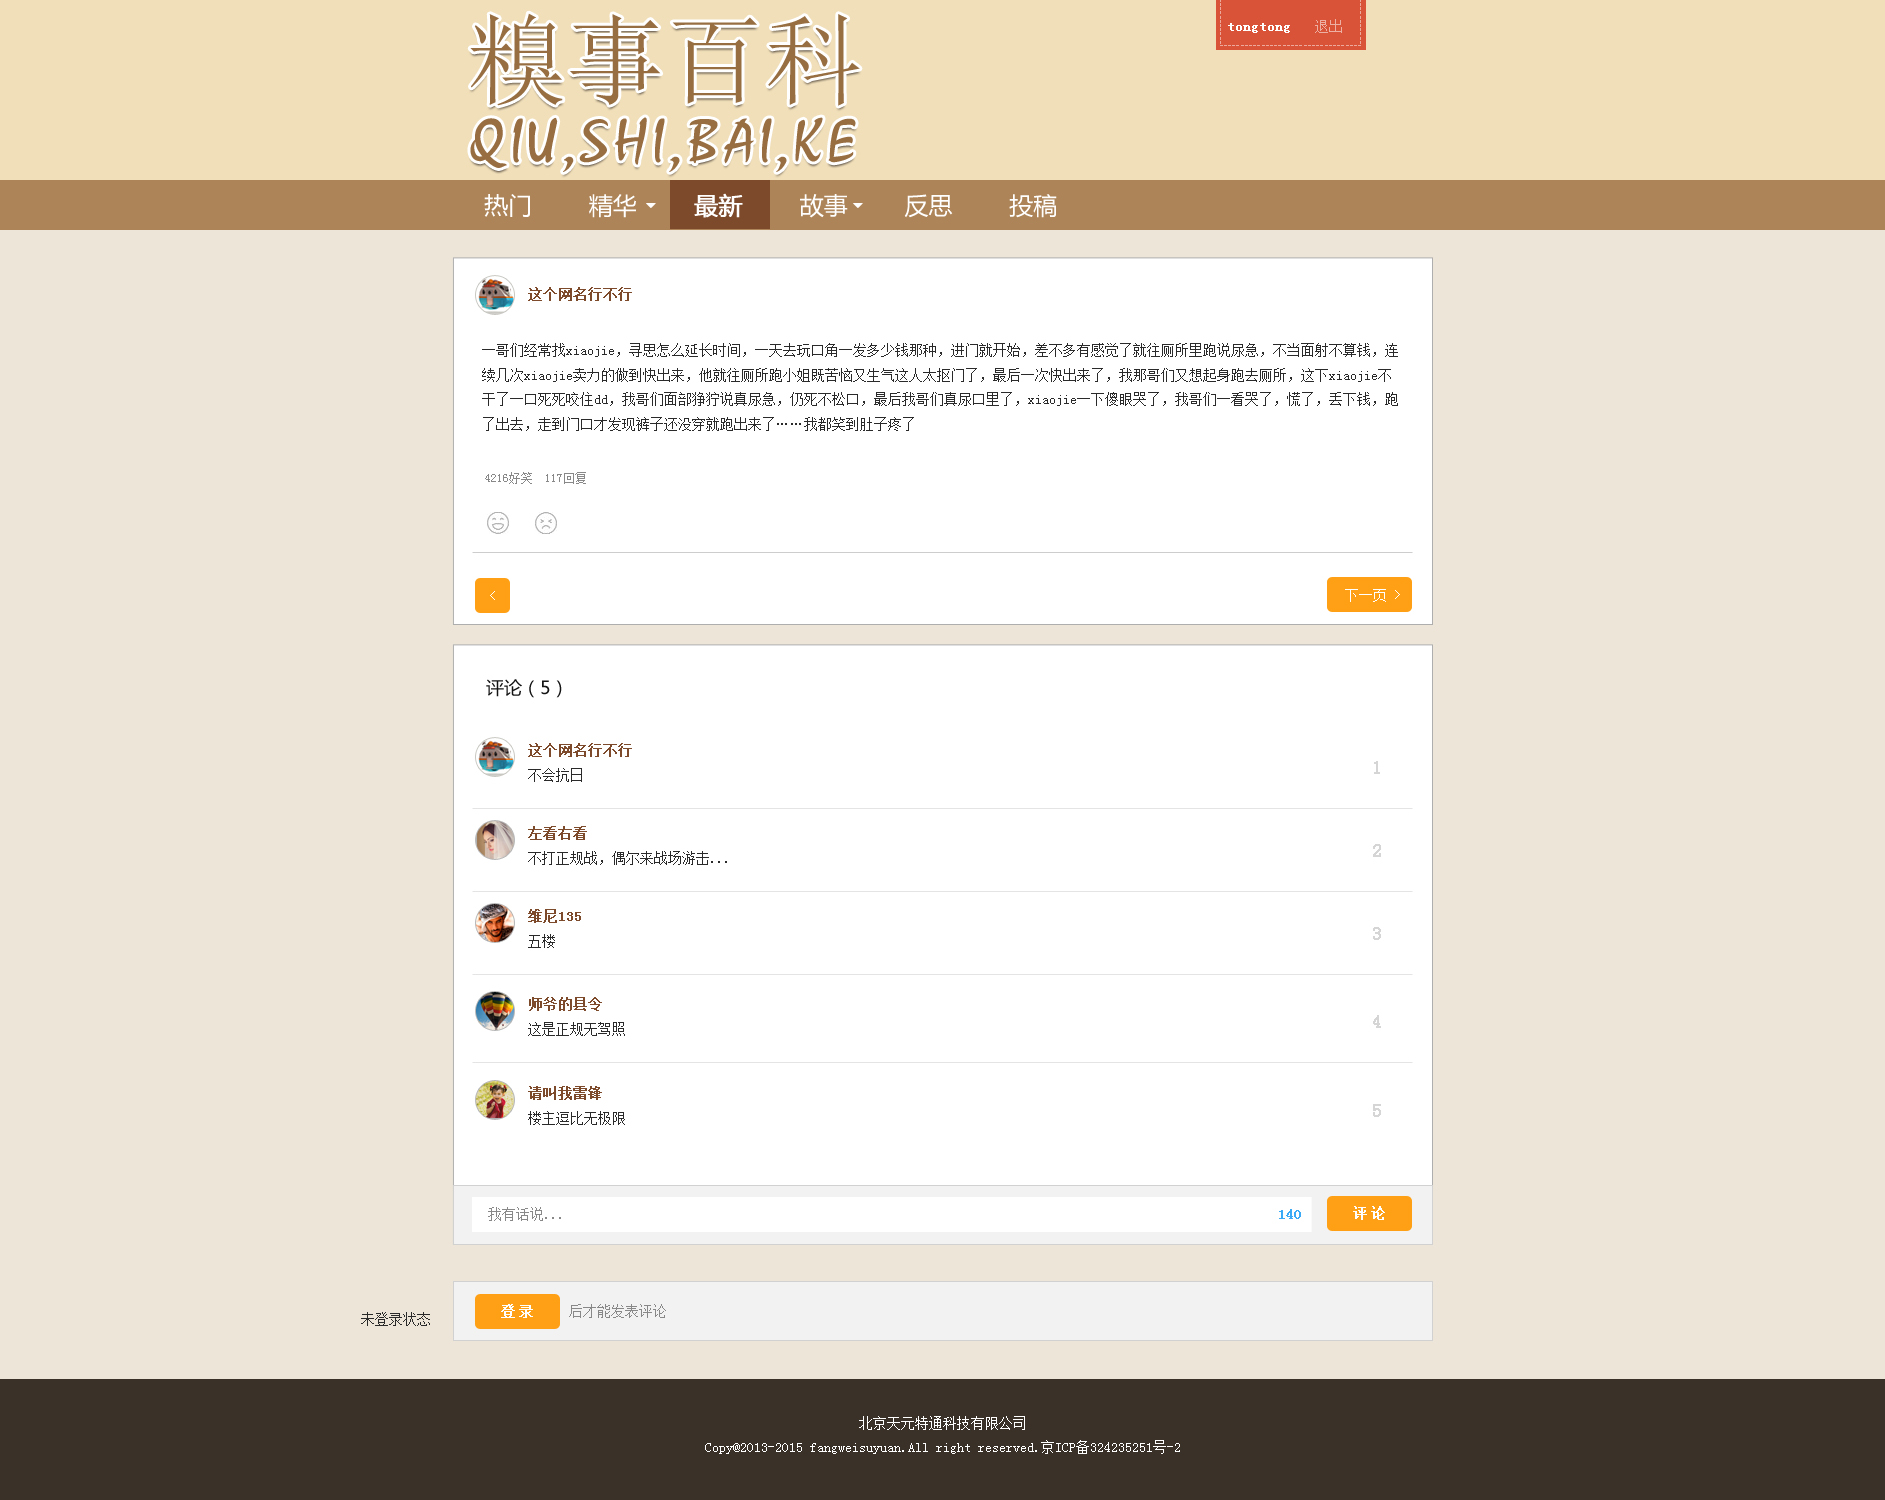 糗事百科
QIU,SHI,BAI,KE
tongtong 退出
热门 精华 最新 故事 反思 投稿
这个网名行不行
一哥们经常找xiaojie，寻思怎么延长时间，一天去玩口角一发多少钱那种，进门就开始，差不多有感觉了就往厕所里跑说尿急，不当面射不算钱，连
续几次xiaojie卖力的做到快出来，他就往厕所跑小姐既苦恼又生气这人太抠门了，最后一次快出来了，我那哥们又想起身跑去厕所，这下xiaojie不
干了一口死死咬住dd，我哥们面部狰狞说真尿急，仍死不松口，最后我哥们真尿口里了，xiaojie一下傻眼哭了，我哥们一看哭了，慌了，丢下钱，跑
了出去，走到门口才发现裤子还没穿就跑出来了……我都笑到肚子疼了
4216好笑 117回复
下一页
评论（5）
这个网名行不行
不会抗日
1
左看右看
不打正规战，偶尔来战场游击...
2
维尼135
五楼
3
师爷的县令
这是正规无驾照
4
请叫我雷锋
楼主逗比无极限
5
我有话说... 140 评论
未登录状态 登录 后才能发表评论
北京天元特通科技有限公司
Copy@2013-2015 fangweisuyuan.All right reserved.京ICP备324235251号-2